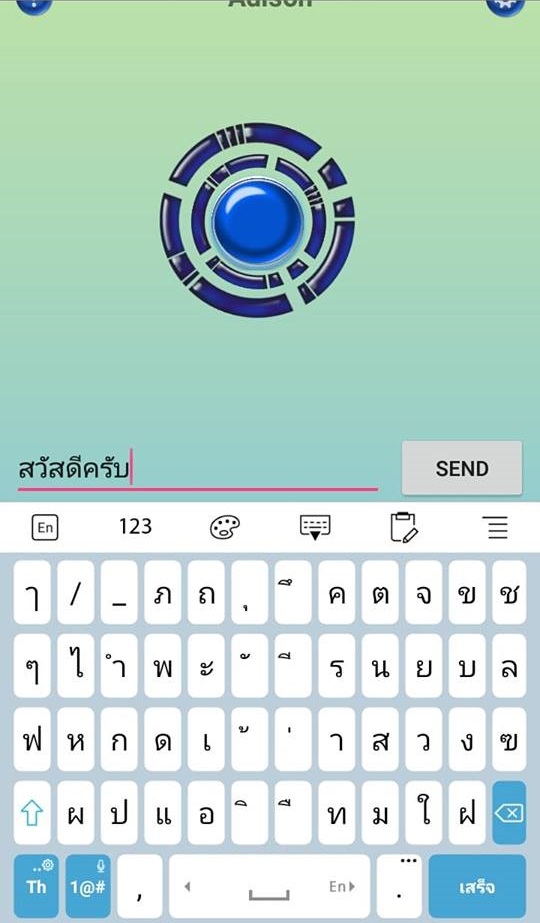 Adison
สวัสดีครับ
SEND
En 123
ๅ / _ ภ ถ ุ ึ ค ต จ ข ช
ๆ ไ ำ พ ะ ั ี ร น ย บ ล
ฟ ห ก ด เ ้ ่ า ส ว ง ฃ
ผ ป แ อ ิ ื ท ม ใ ฝ
Th 1@# , En . เสร็จ